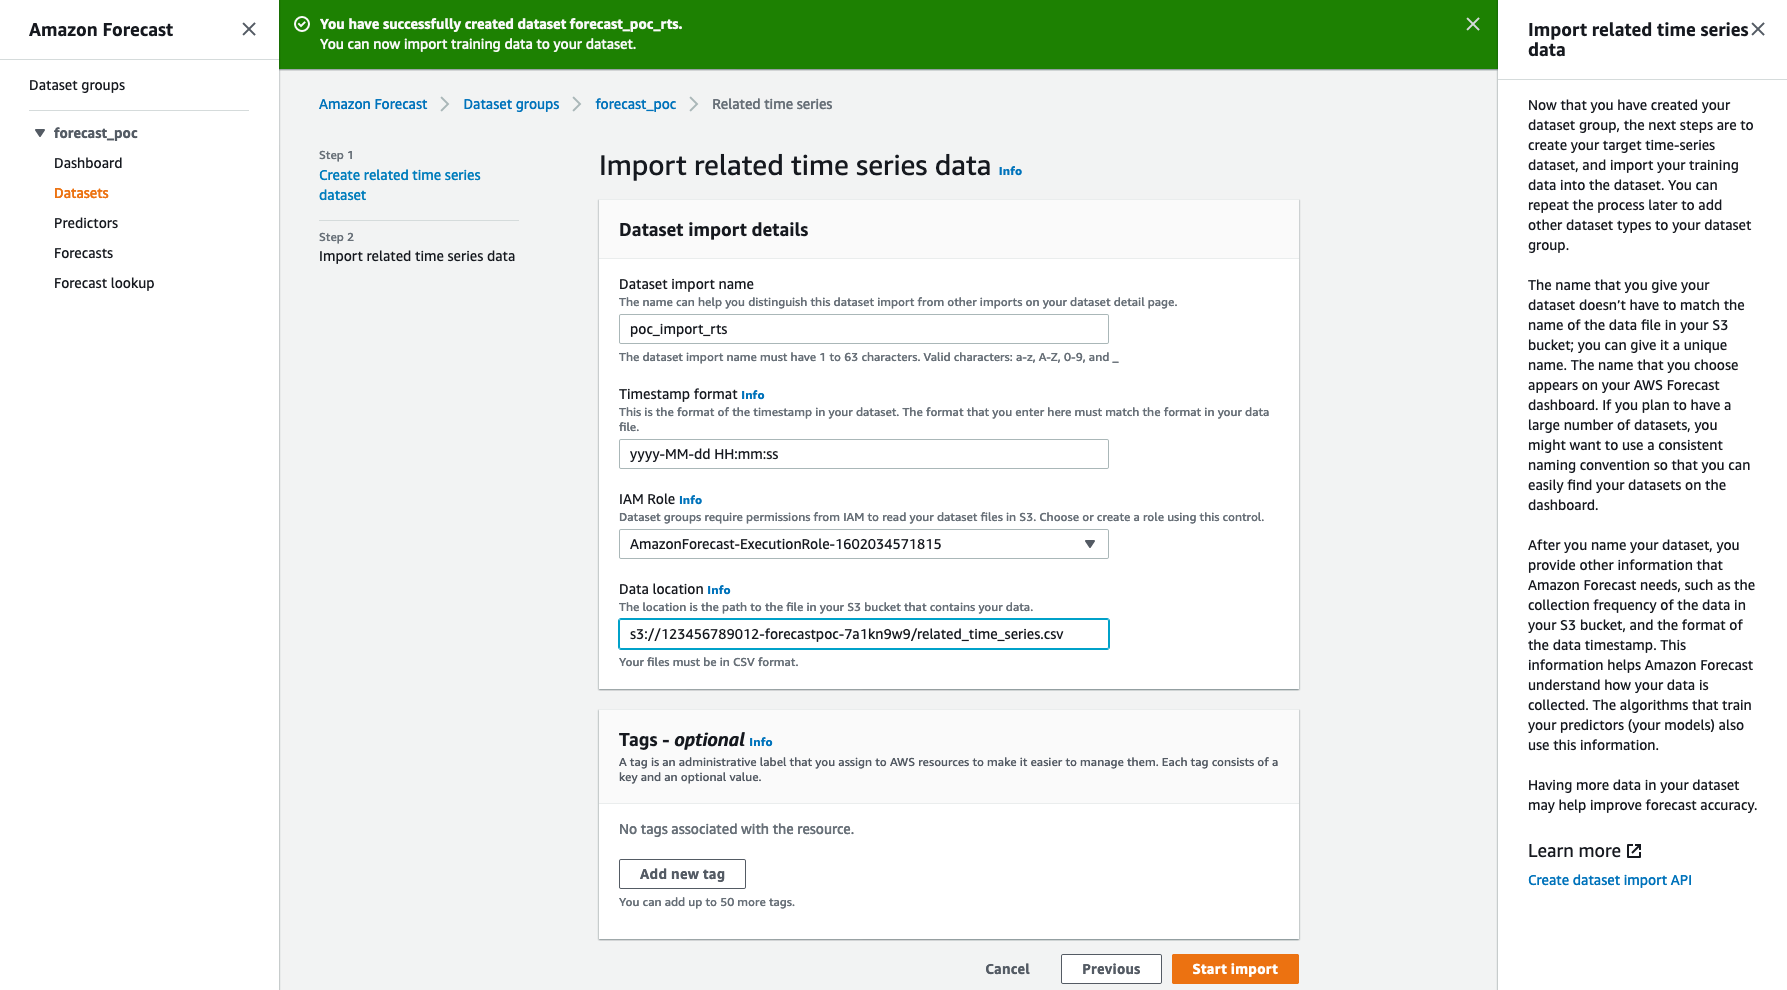 Amazon Forecast
Dataset groups
forecast_poc
Dashboard
Datasets
Predictors
Forecasts
Forecast lookup
You have successfully created dataset forecast_poc_rts.
You can now import training data to your dataset.
Amazon Forecast
Dataset groups
forecast_poc
Related time series
Step 1
Create related time series
dataset
Step 2
Import related time series data
Import related time series data Info
Dataset import details
Dataset import name
The name can help you distinguish this dataset import from other imports on your dataset detail page.
poc_import_rts
The dataset import name must have 1 to 63 characters. Valid characters: a-z, A-Z, 0-9, and _
Timestamp format Info
This is the format of the timestamp in your dataset. The format that you enter here must match the format in your data
file.
yyyy-MM-dd HH:mm:ss
IAM Role Info
Dataset groups require permissions from IAM to read your dataset files in S3. Choose or create a role using this control.
AmazonForecast-ExecutionRole-1602034571815
Data location Info
The location is the path to the file in your S3 bucket that contains your data.
s3://123456789012-forecastpoc-7a1kn9w9/related_time_series.csv
Your files must be in CSV format.
Tags - optional Info
A tag is an administrative label that you assign to AWS resources to make it easier to manage them. Each tag consists of a
key and an optional value.
No tags associated with the resource.
Add new tag
You can add up to 50 more tags.
Cancel
Previous
Start import
Import related time series
data
Now that you have created your
dataset group, the next steps are to
create your target time-series
dataset, and import your training
data into the dataset. You can
repeat the process later to add
other dataset types to your dataset
group.
The name that you give your
dataset doesn't have to match the
name of the data file in your S3
bucket; you can give it a unique
name. The name that you choose
appears on your AWS Forecast
dashboard. If you plan to have a
large number of datasets, you
might want to use a consistent
naming convention so that you can
easily find your datasets on the
dashboard.
After you name your dataset, you
provide other information that
Amazon Forecast needs, such as the
collection frequency of the data in
your S3 bucket, and the format of
the data timestamp. This
information helps Amazon Forecast
understand how your data is
collected. The algorithms that train
your predictors (your models) also
use this information.
Having more data in your dataset
may help improve forecast accuracy.
Learn more
Create dataset import API